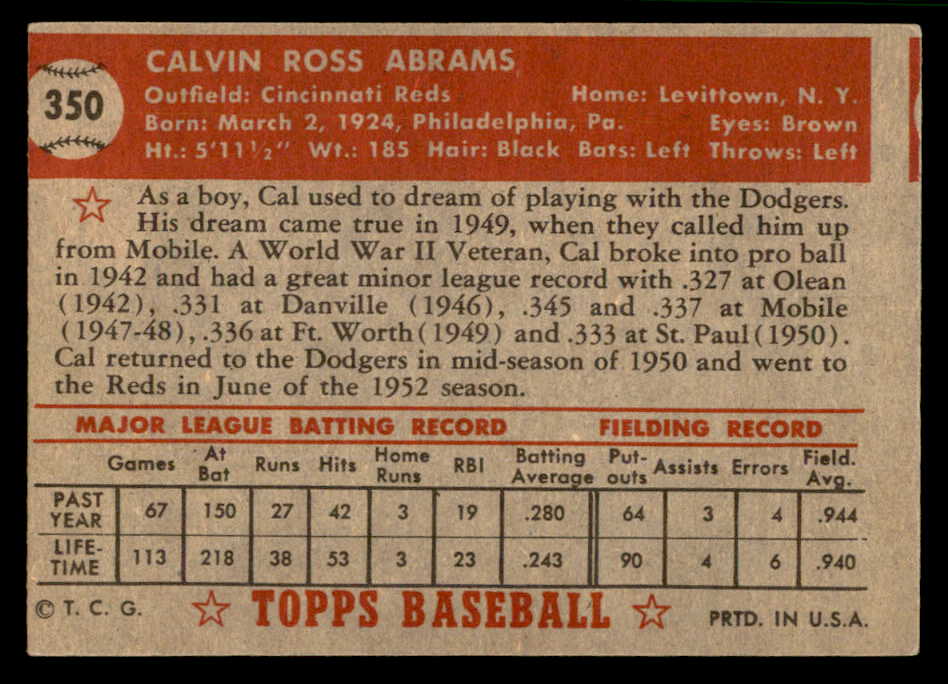 350
CALVIN ROSS ABRAMS
Outfield: Cincinnati Reds Home: Levittown, N. Y.
Born: March 2, 1924, Philadelphia, Pa. Eyes: Brown
Ht.: 5'11½" Wt.: 185 Hair: Black Bats: Left Throws: Left
As a boy, Cal used to dream of playing with the Dodgers.
His dream came true in 1949, when they called him up
from Mobile. A World War II Veteran, Cal broke into pro ball
in 1942 and had a great minor league record with .327 at Olean
(1942), .331 at Danville (1946), .345 and .337 at Mobile
(1947-48), .336 at Ft. Worth (1949) and .333 at St. Paul (1950).
Cal returned to the Dodgers in mid-season of 1950 and went to
the Reds in June of the 1952 season.
MAJOR LEAGUE BATTING RECORD FIELDING RECORD
Games At Bat Runs Hits Home Runs RBI Batting Average Put-outs Assists Errors Field. Avg.
PAST YEAR 67 150 27 42 3 19 .280 64 3 4 .944
LIFE-TIME 113 218 38 53 3 23 .243 90 4 6 .940
© T. C. G. TOPPS BASEBALL PRTD. IN U.S.A.